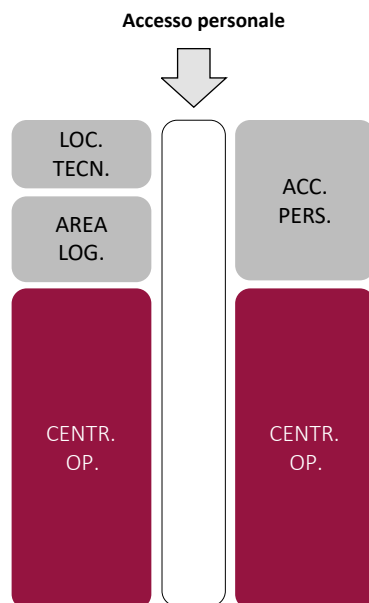 Accesso personale
LOC.
TECN.
AREA
LOG.
ACC.
PERS.
CENTR.
OP.
CENTR.
OP.